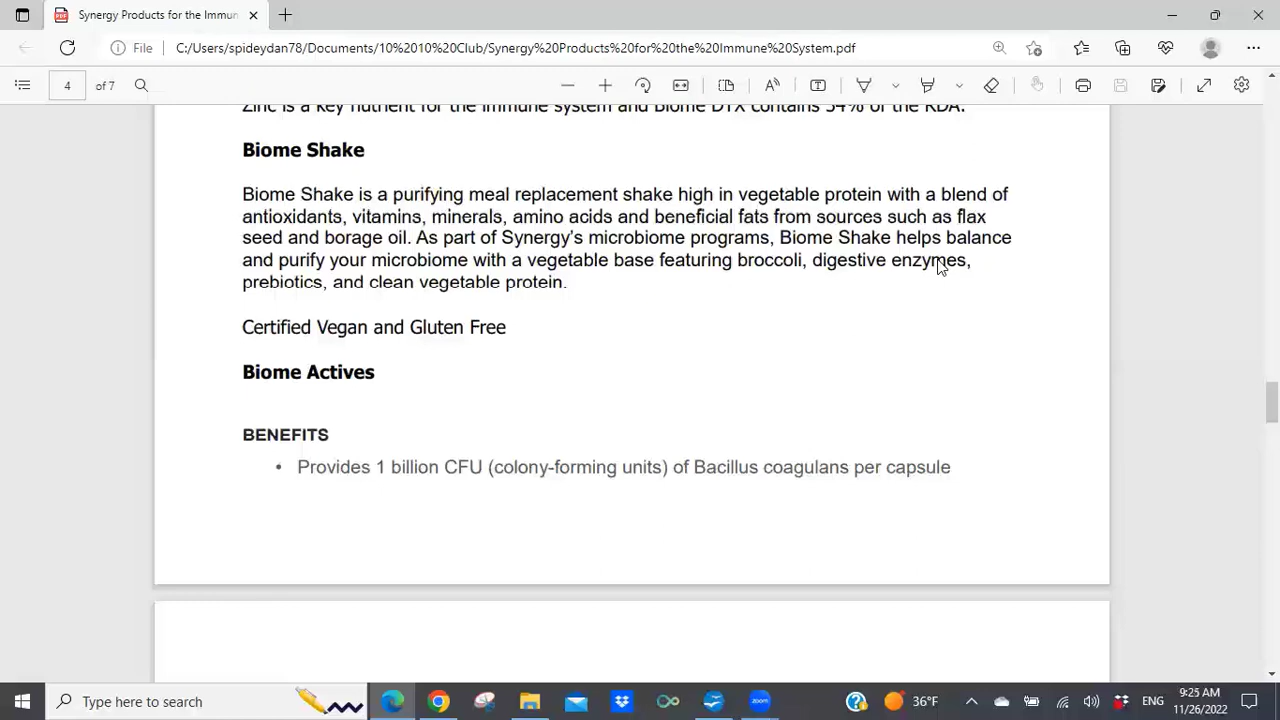 Synergy Products for the Immun
File
C:/Users/spideydan78/Documents/10%2010%20Club/Synergy%20Products%20for%20the%20Immune%20System.pdf
4 of 7
Zinc is a key nutrient for the immune system and Biome DTX contains 54% of the RDA.
Biome Shake
Biome Shake is a purifying meal replacement shake high in vegetable protein with a blend of
antioxidants, vitamins, minerals, amino acids and beneficial fats from sources such as flax
seed and borage oil. As part of Synergy’s microbiome programs, Biome Shake helps balance
and purify your microbiome with a vegetable base featuring broccoli, digestive enzymes,
prebiotics, and clean vegetable protein.
Certified Vegan and Gluten Free
Biome Actives
BENEFITS
• Provides 1 billion CFU (colony-forming units) of Bacillus coagulans per capsule
Type here to search
zoom
36°F
ENG
9:25 AM
11/26/2022